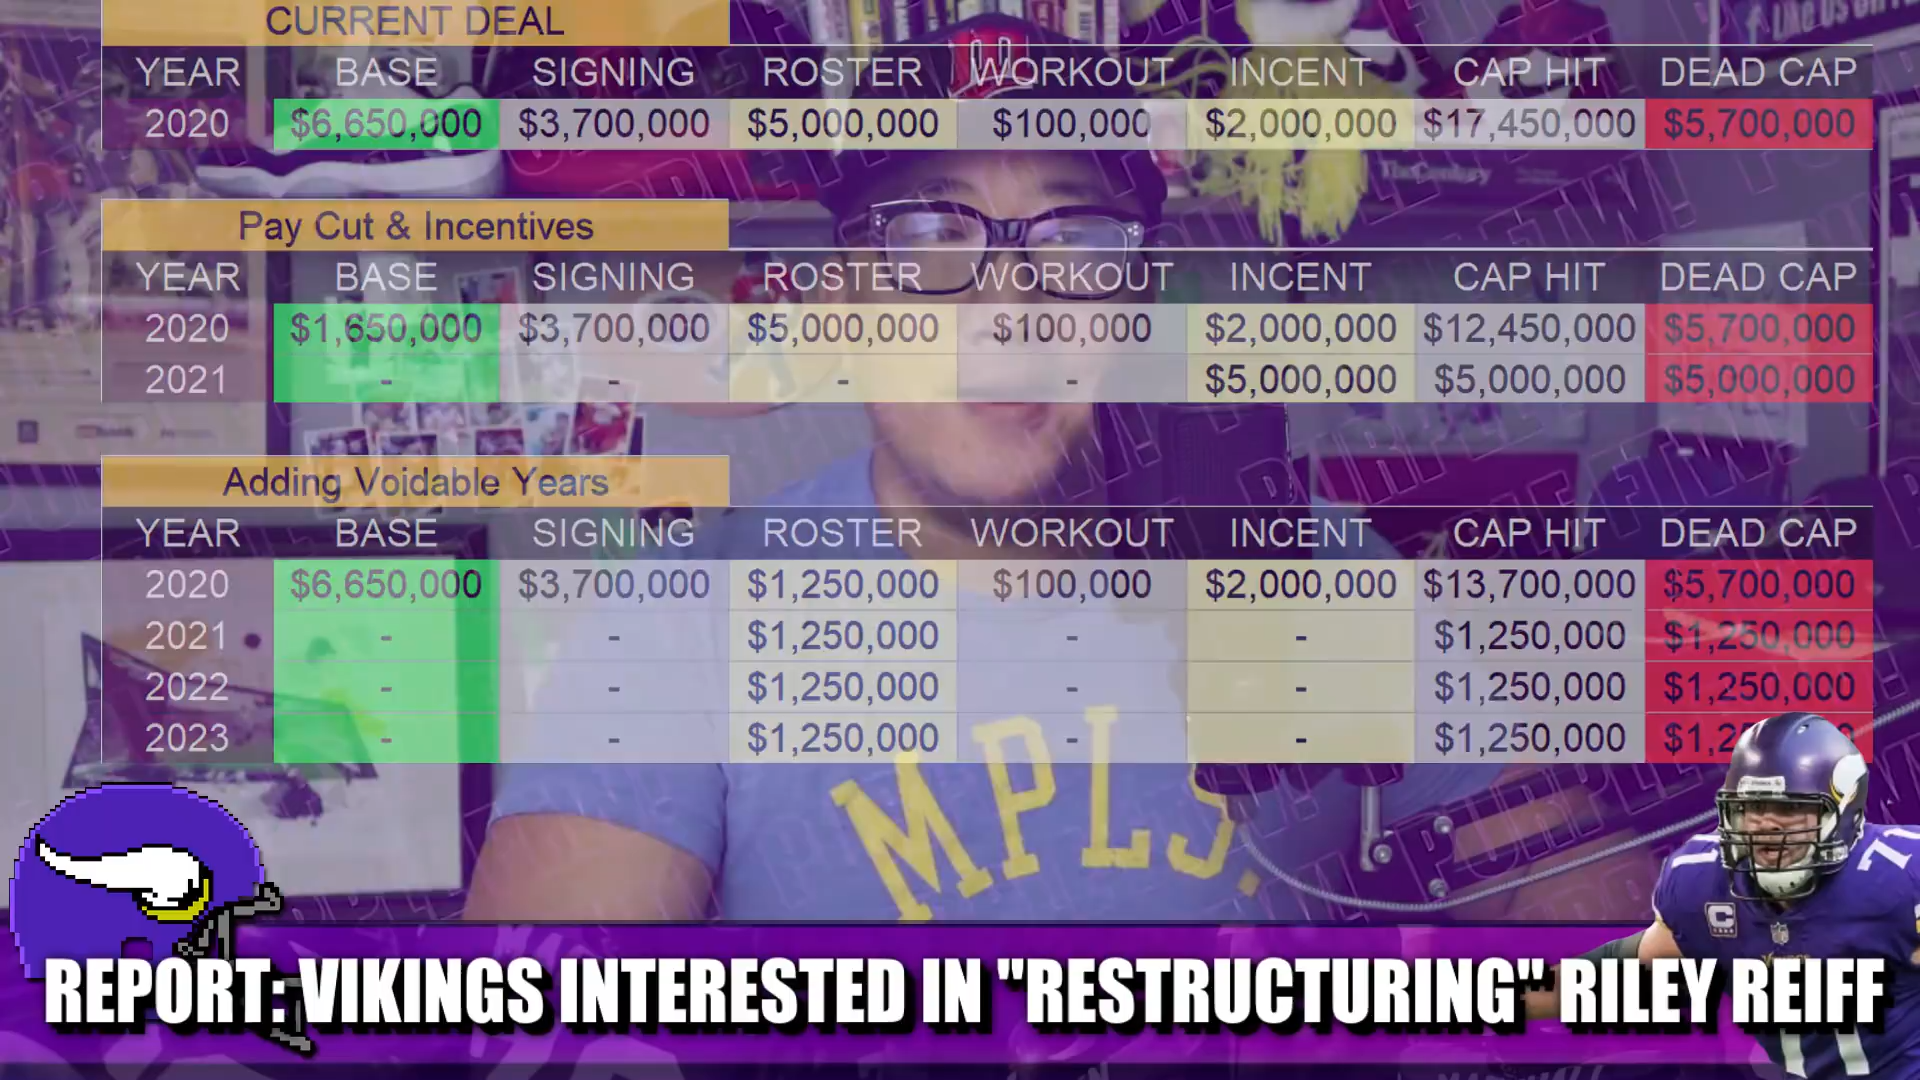 CURRENT DEAL
YEAR BASE SIGNING ROSTER WORKOUT INCENT CAP HIT DEAD CAP
2020 $6,650,000 $3,700,000 $5,000,000 $100,000 $2,000,000 $17,450,000 $5,700,000
Pay Cut & Incentives
YEAR BASE SIGNING ROSTER WORKOUT INCENT CAP HIT DEAD CAP
2020 $1,650,000 $3,700,000 $5,000,000 $100,000 $2,000,000 $12,450,000 $5,700,000
2021 - - - - $5,000,000 $5,000,000 $5,000,000
Adding Voidable Years
YEAR BASE SIGNING ROSTER WORKOUT INCENT CAP HIT DEAD CAP
2020 $6,650,000 $3,700,000 $1,250,000 $100,000 $2,000,000 $13,700,000 $5,700,000
2021 - - $1,250,000 - - $1,250,000 $1,250,000
2022 - - $1,250,000 - - $1,250,000 $1,250,000
2023 - - $1,250,000 - - $1,250,000
MPLS.
REPORT: VIKINGS INTERESTED IN "RESTRUCTURING" RILEY REIFF